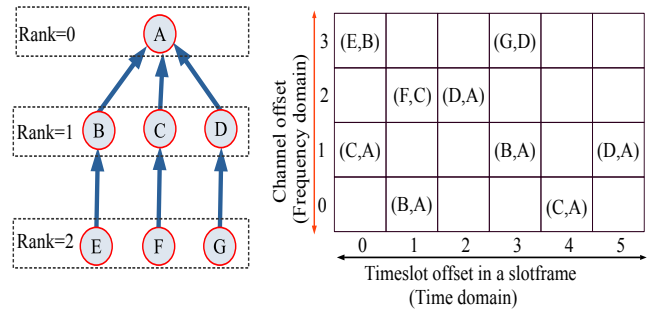 Rank=0
A
Rank=1
B
C
D
Rank=2
E
F
G
Channel offset
(Frequency domain)
3
(E,B)
(G,D)
2
(F,C)
(D,A)
1
(C,A)
(B,A)
(D,A)
0
(B,A)
(C,A)
0
1
2
3
4
5
Timeslot offset in a slotframe
(Time domain)